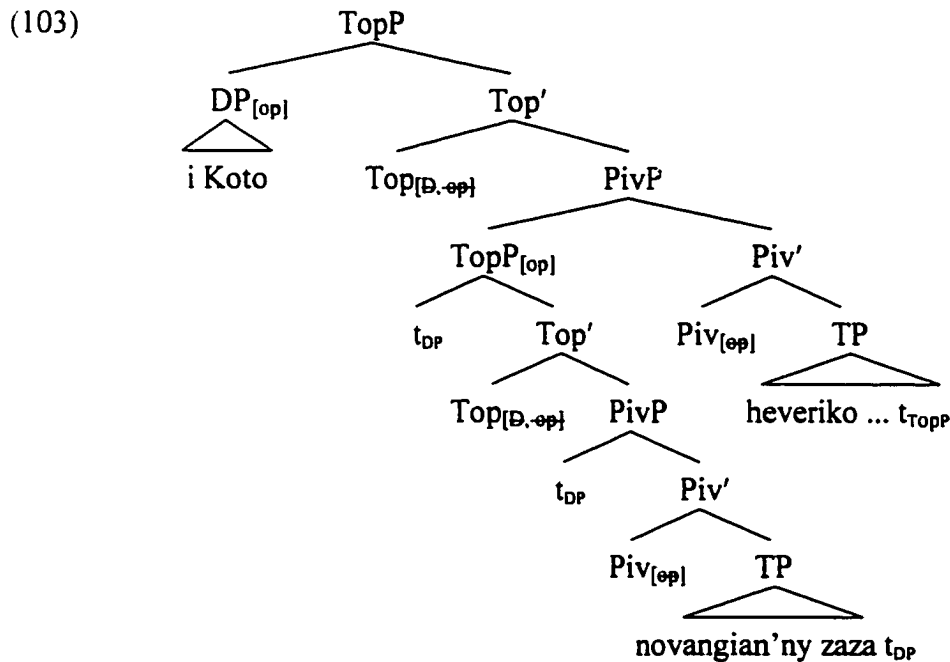 (103) TopP
DP[op] Top′
i Koto Top[D, op] PivP
TopP[op] Piv′
tDP Top′ Piv[op] TP
Top[D, op] PivP heveriko ... tTopP
tDP Piv′
Piv[op] TP
novangian'ny zaza tDP